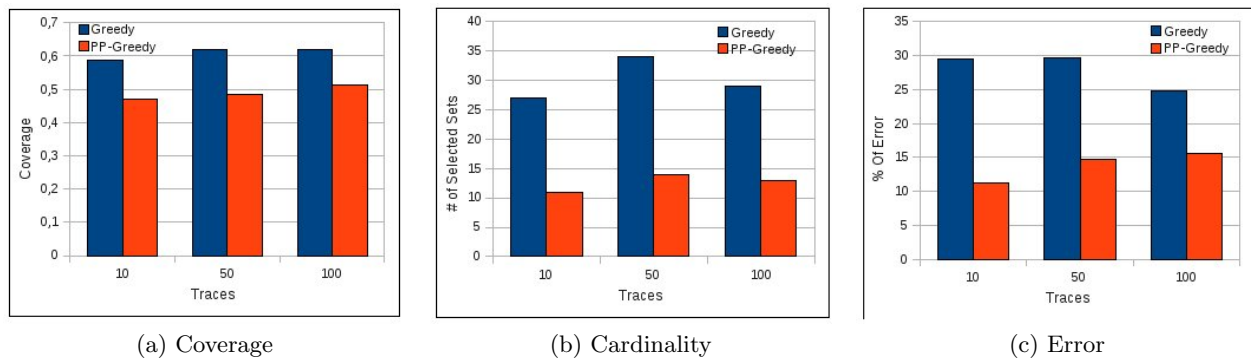 0,7
0,6
0,5
0,4
0,3
0,2
0,1
0
Coverage
Greedy
PP-Greedy
10 50 100
Traces
(a) Coverage
40
35
30
25
20
15
10
5
0
# of Selected Sets
Greedy
PP-Greedy
10 50 100
Traces
(b) Cardinality
35
30
25
20
15
10
5
0
% Of Error
Greedy
PP-Greedy
10 50 100
Traces
(c) Error